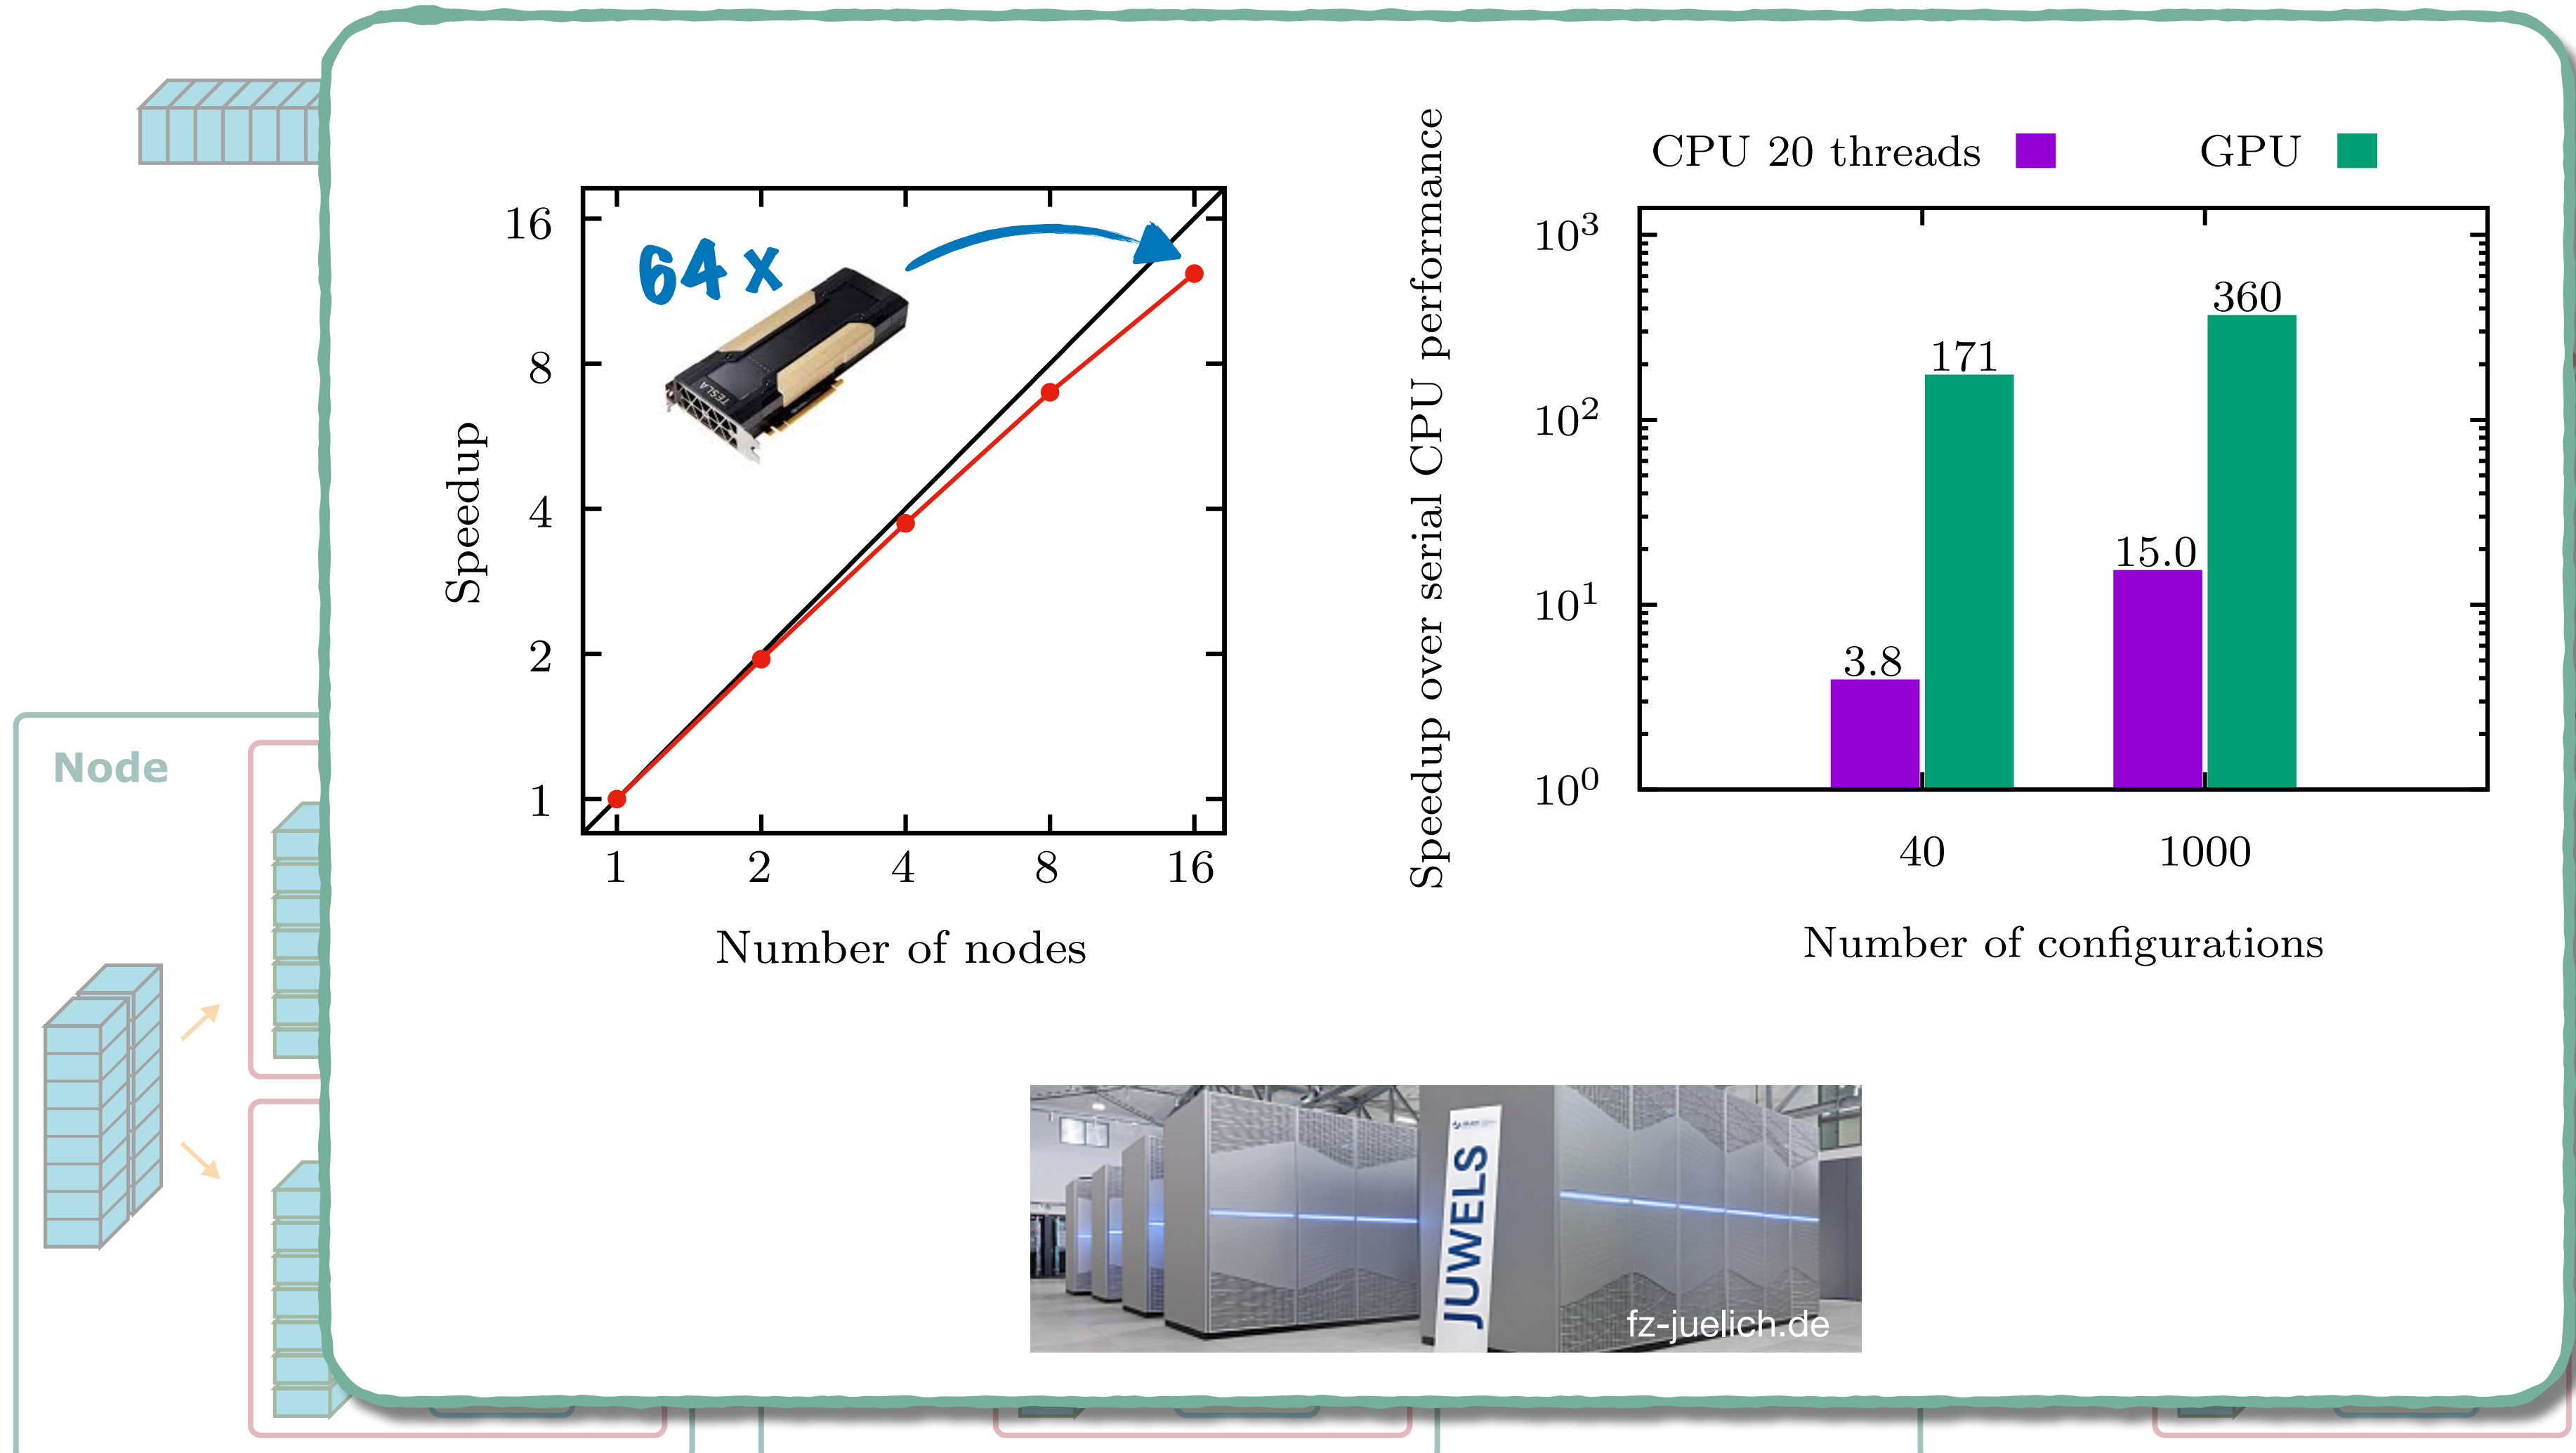 Node
64 x
TESLA
Speedup
16
8
4
2
1
1 2 4 8 16
Number of nodes
CPU 20 threads
GPU
Speedup over serial CPU performance
10³
10²
10¹
10⁰
3.8
171
15.0
360
40 1000
Number of configurations
JUWELS
fz-juelich.de